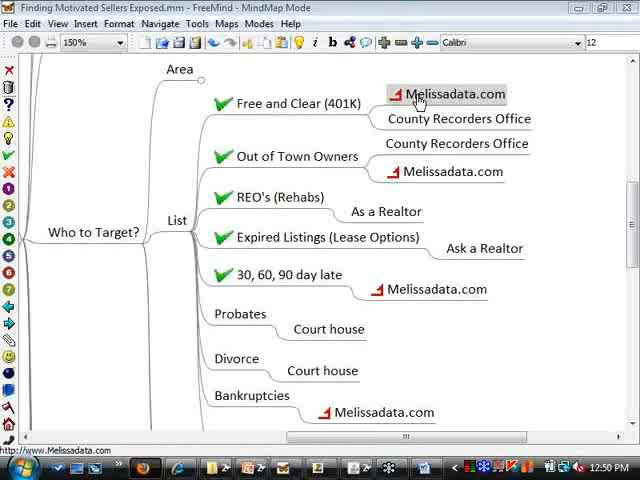 Finding Motivated Sellers Exposed.mm - FreeMind - MindMap Mode
File Edit View Insert Format Navigate Tools Maps Modes Help
150%
Calibri
12
Area
Free and Clear (401K)
Melissadata.com
County Recorders Office
Out of Town Owners
County Recorders Office
Melissadata.com
REO's (Rehabs)
As a Realtor
Who to Target?
List
Expired Listings (Lease Options)
Ask a Realtor
30, 60, 90 day late
Melissadata.com
Probates
Court house
Divorce
Court house
Bankruptcies
Melissadata.com
http://www.Melissadata.com
12:50 PM